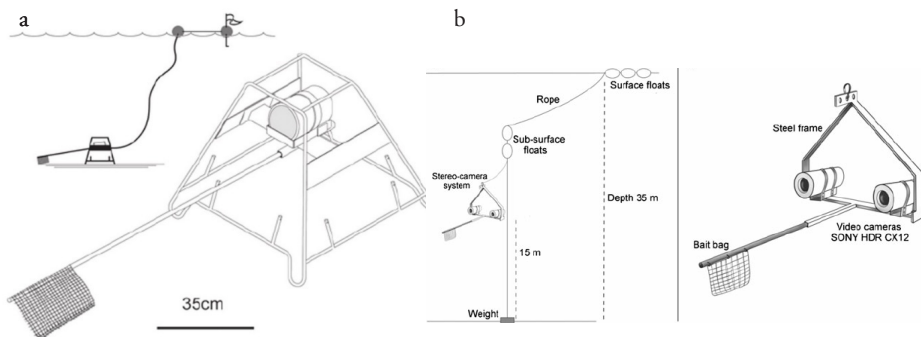 a
35cm
b
Rope
Surface floats
Sub-surface
floats
Stereo-camera
system
Depth 35 m
15 m
Weight
Steel frame
Bait bag
Video cameras
SONY HDR CX12